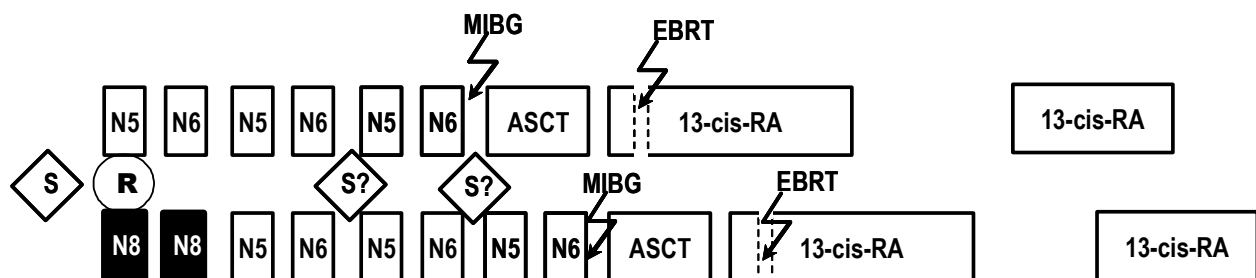 MIBG EBRT
N5 N6 N5 N6 N5 N6 ASCT 13-cis-RA 13-cis-RA
S R S? S? MIBG EBRT
N8 N8 N5 N6 N5 N6 N5 N6 ASCT 13-cis-RA 13-cis-RA